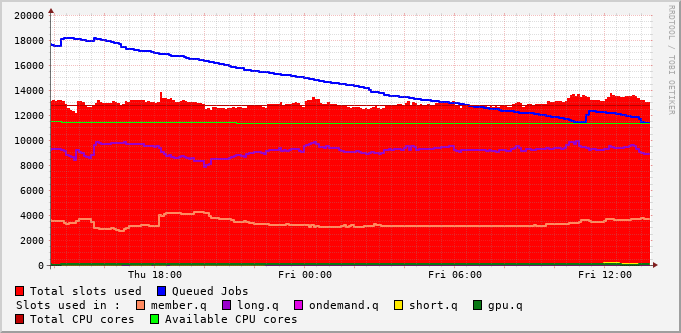 20000
18000
16000
14000
12000
10000
8000
6000
4000
2000
0
Thu 18:00 Fri 00:00 Fri 06:00 Fri 12:00
Total slots used Queued Jobs
Slots used in : member.q long.q ondemand.q short.q gpu.q
Total CPU cores Available CPU cores
RRDTOOL / TOBI OETIKER